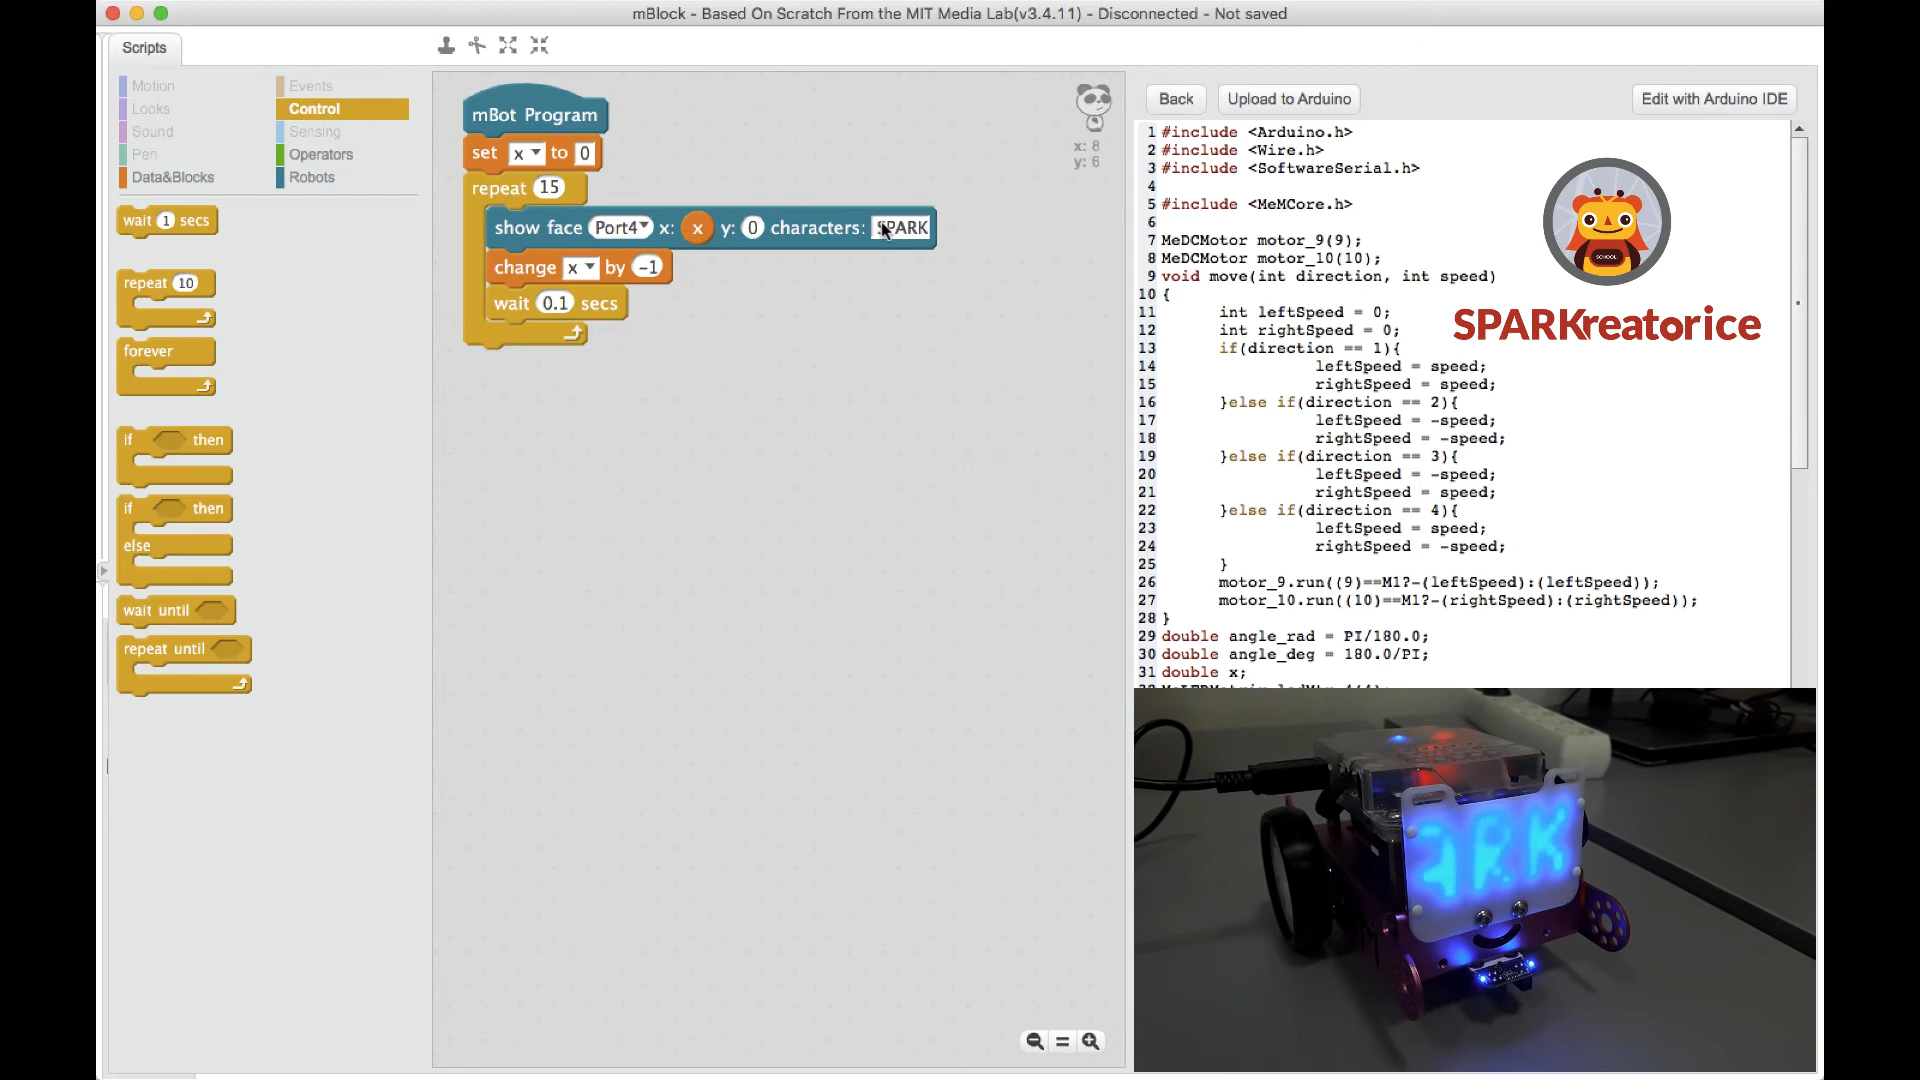 mBlock - Based On Scratch From the MIT Media Lab(v3.4.11) - Disconnected - Not saved
Scripts
Motion
Events
Looks
Control
Sound
Sensing
Pen
Operators
Data&Blocks
Robots
wait 1 secs
repeat 10
forever
if then
if then
else
wait until
repeat until
mBot Program
set x to 0
repeat 15
show face Port4 x: x y: 0 characters: SPARK
change x by -1
wait 0.1 secs
x: 8
y: 6
Back
Upload to Arduino
Edit with Arduino IDE
1 #include <Arduino.h>
2 #include <Wire.h>
3 #include <SoftwareSerial.h>
4
5 #include <MeMCore.h>
6
7 MeDCMotor motor_9(9);
8 MeDCMotor motor_10(10);
9 void move(int direction, int speed)
10 {
11 int leftSpeed = 0;
12 int rightSpeed = 0;
13 if(direction == 1){
14 leftSpeed = speed;
15 rightSpeed = speed;
16 }else if(direction == 2){
17 leftSpeed = -speed;
18 rightSpeed = -speed;
19 }else if(direction == 3){
20 leftSpeed = -speed;
21 rightSpeed = speed;
22 }else if(direction == 4){
23 leftSpeed = speed;
24 rightSpeed = -speed;
25 }
26 motor_9.run((9)==M1?-(leftSpeed):(leftSpeed));
27 motor_10.run((10)==M1?-(rightSpeed):(rightSpeed));
28 }
29 double angle_rad = PI/180.0;
30 double angle_deg = 180.0/PI;
31 double x;
SCHOOL
SPARKreatorice
ARK